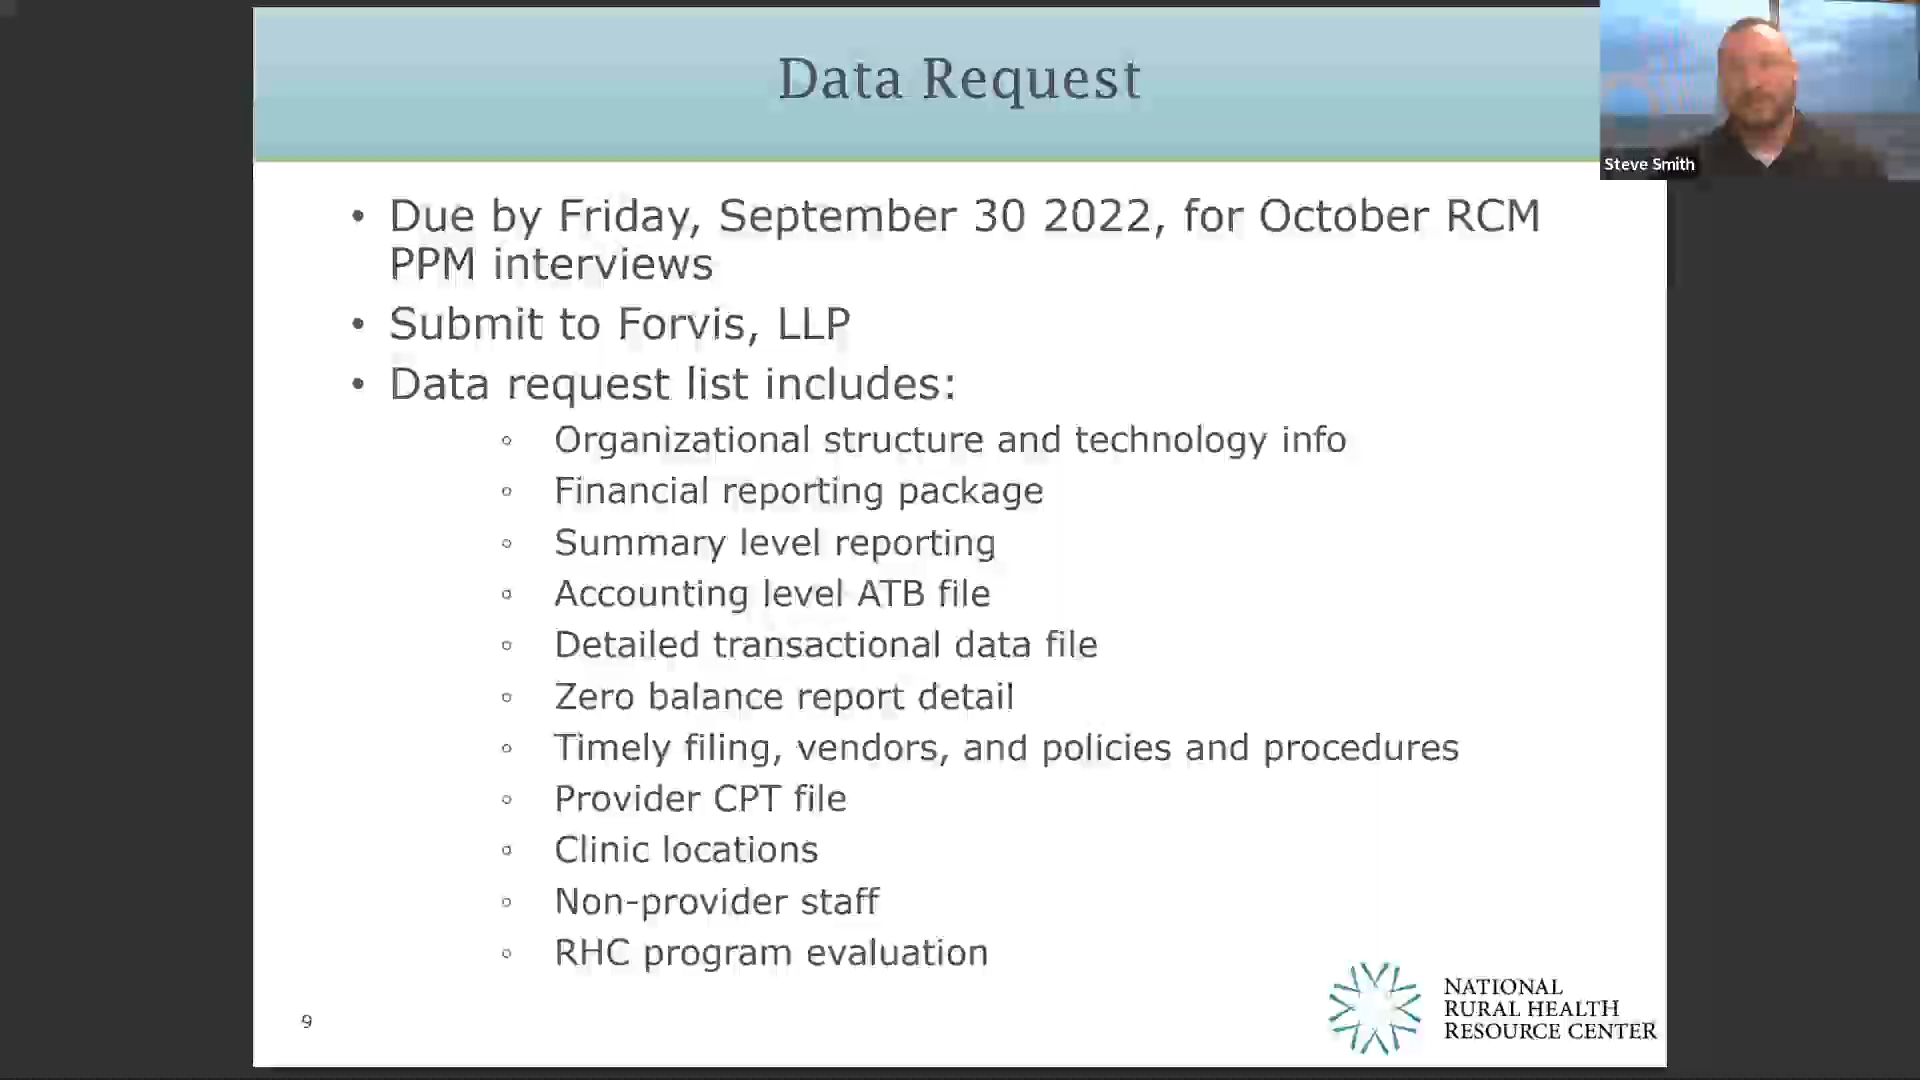 Data Request
Steve Smith
• Due by Friday, September 30 2022, for October RCM
PPM interviews
• Submit to Forvis, LLP
• Data request list includes:
◦ Organizational structure and technology info
◦ Financial reporting package
◦ Summary level reporting
◦ Accounting level ATB file
◦ Detailed transactional data file
◦ Zero balance report detail
◦ Timely filing, vendors, and policies and procedures
◦ Provider CPT file
◦ Clinic locations
◦ Non-provider staff
◦ RHC program evaluation
9
NATIONAL
RURAL HEALTH
RESOURCE CENTER